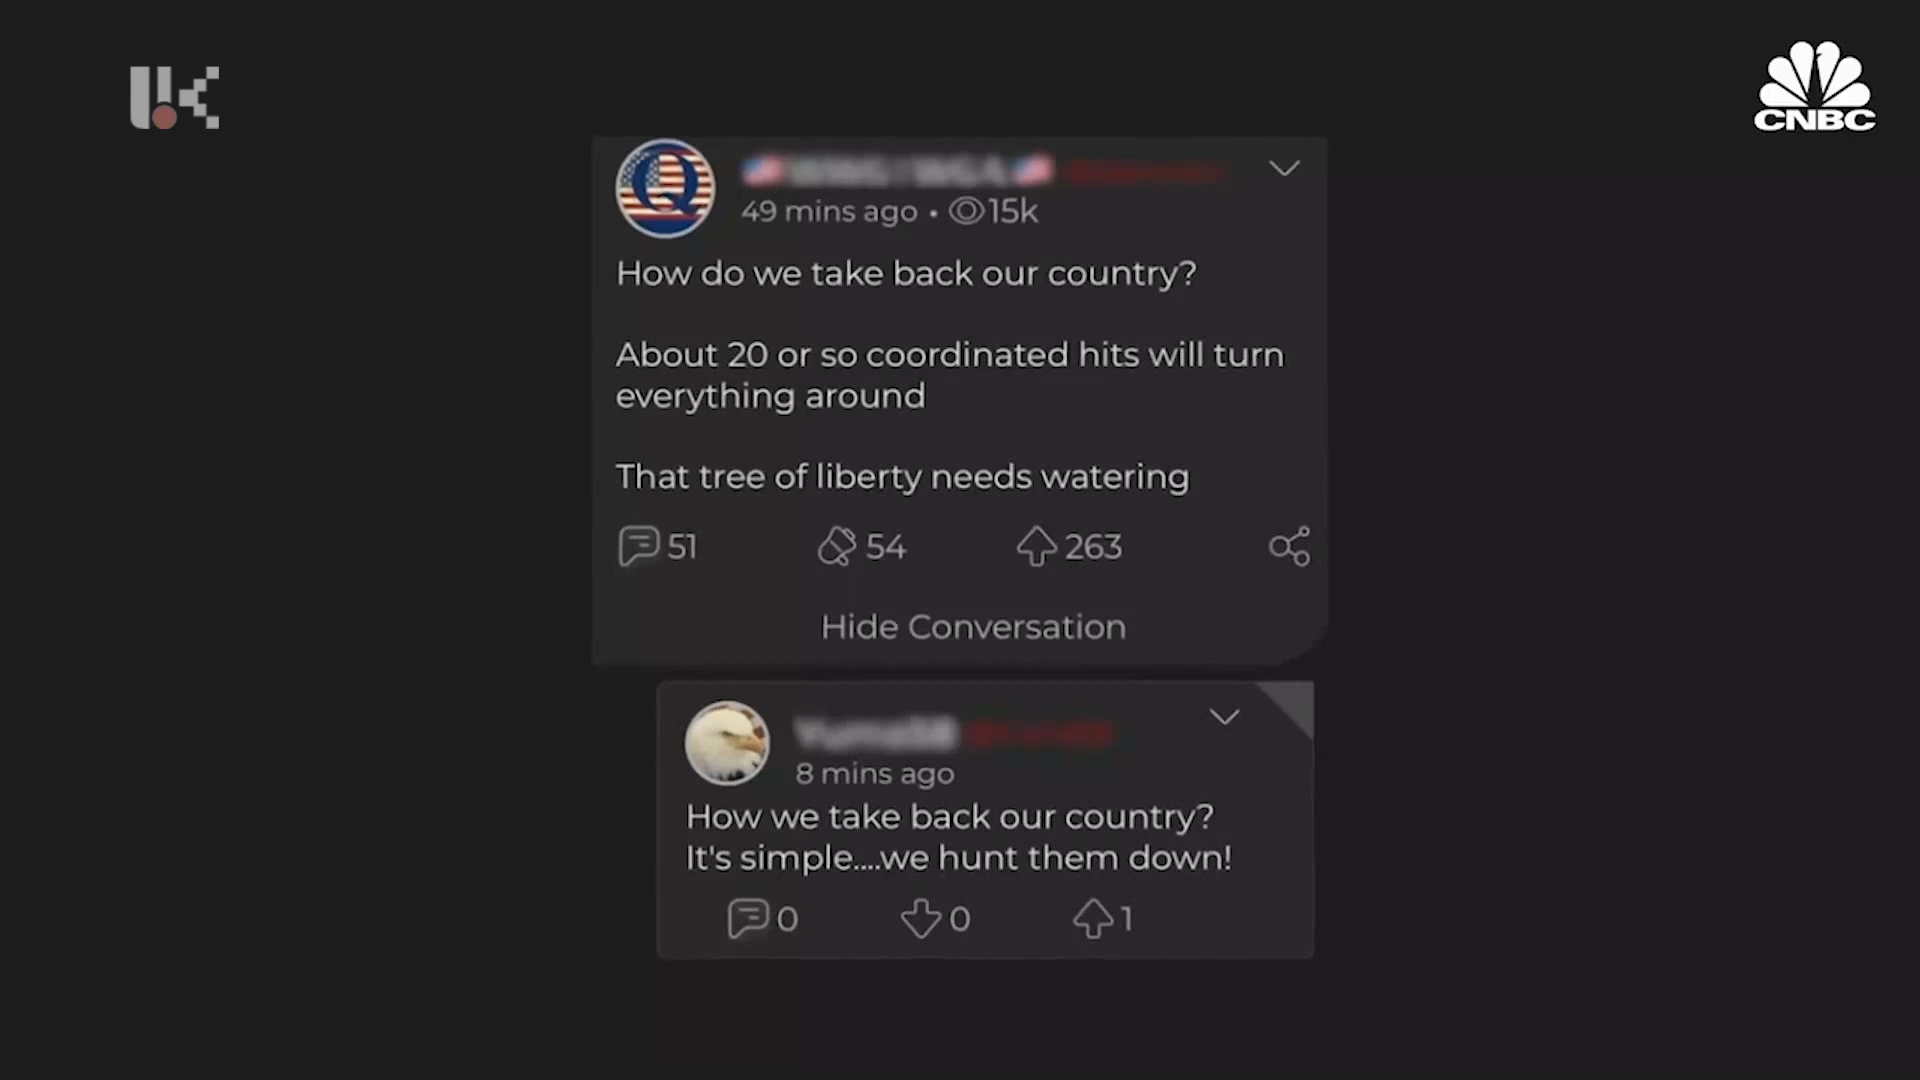 CNBC
49 mins ago • 15k
How do we take back our country?
About 20 or so coordinated hits will turn
everything around
That tree of liberty needs watering
51 54 263
Hide Conversation
8 mins ago
How we take back our country?
It's simple....we hunt them down!
0 0 1